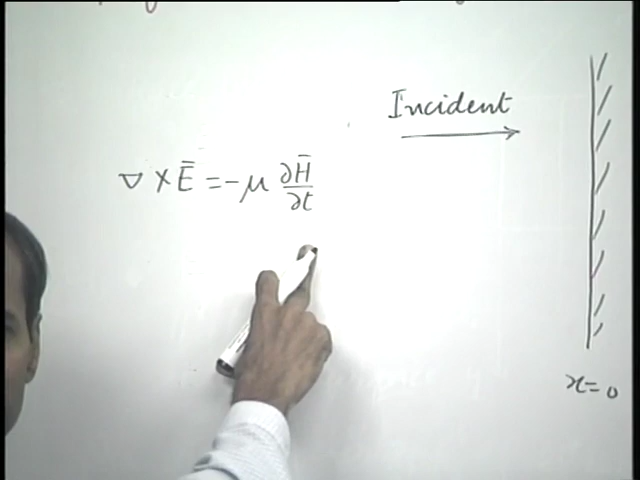 Incident
∇ × E̅ = −μ ∂H̅/∂t
x = 0